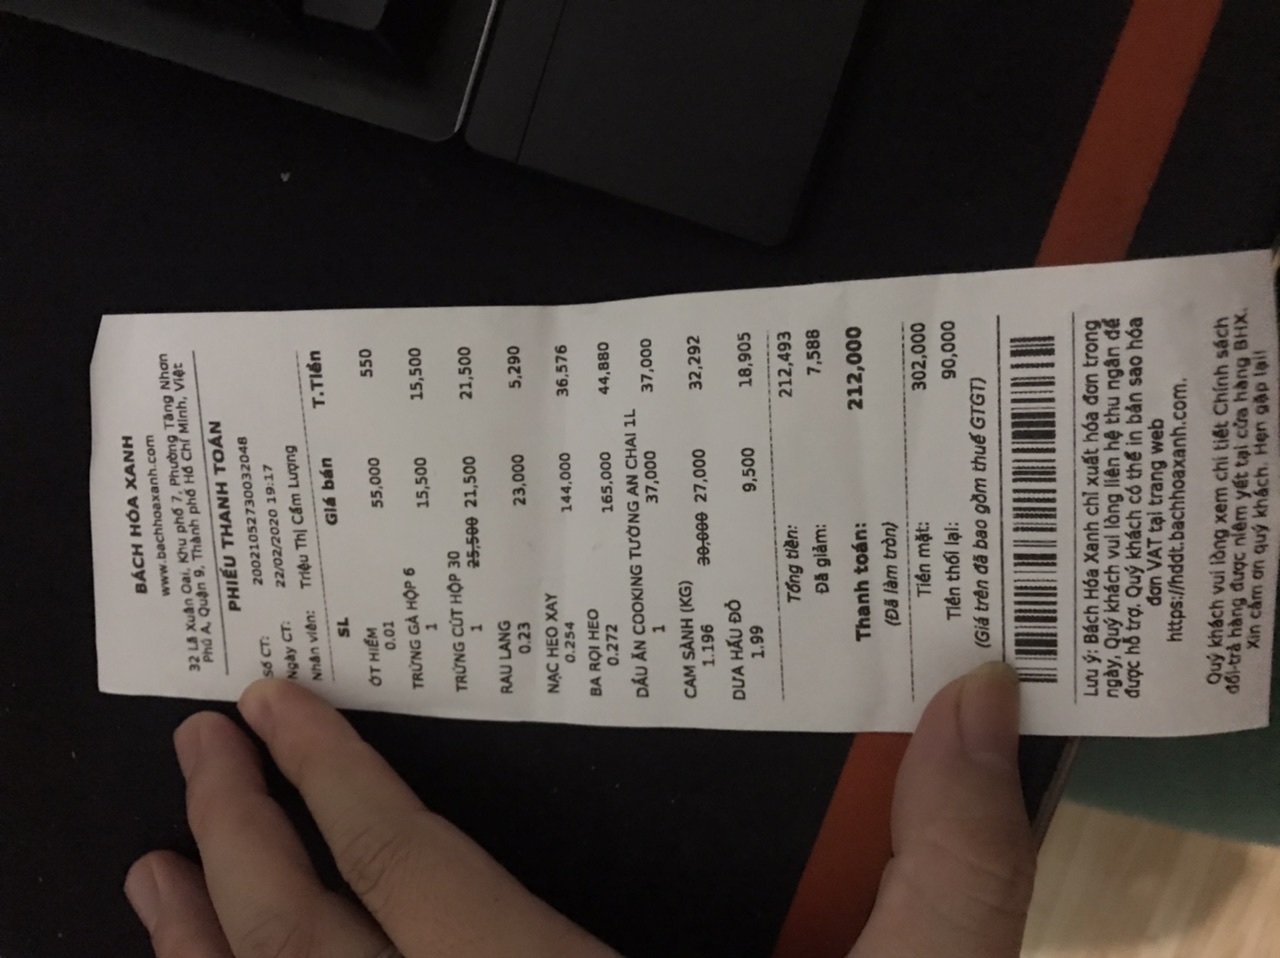 BÁCH HÓA XANH
www.bachhoaxanh.com
32 Lã Xuân Oai, Khu phố 7, Phường Tăng Nhơn
Phú A, Quận 9, Thành phố Hồ Chí Minh, Việt
PHIẾU THANH TOÁN
Số CT: 20021052730032048
Ngày CT: 22/02/2020 19:17
Nhân viên: Triệu Thị Cẩm Lượng
SL Giá bán T.Tiền
ỚT HIỂM
0.01 55,000 550
TRỨNG GÀ HỘP 6
1 15,500 15,500
TRỨNG CÚT HỘP 30
1 25,500 21,500 21,500
RAU LANG
0.23 23,000 5,290
NẠC HEO XAY
0.254 144,000 36,576
BA RỌI HEO
0.272 165,000 44,880
DẦU ĂN COOKING TƯỜNG AN CHAI 1L
1 37,000 37,000
CAM SÀNH (KG)
1.196 30,000 27,000 32,292
DƯA HẤU ĐỎ
1.99 9,500 18,905
Tổng tiền: 212,493
Đã giảm: 7,588
Thanh toán: 212,000
(Đã làm tròn)
Tiền mặt: 302,000
Tiền thối lại: 90,000
(Giá trên đã bao gồm thuế GTGT)
Lưu ý: Bách Hóa Xanh chỉ xuất hóa đơn trong
ngày, Quý khách vui lòng liên hệ thu ngân để
được hỗ trợ. Quý khách có thể in bản sao hóa
đơn VAT tại trang web
https://hddt.bachhoaxanh.com.
Quý khách vui lòng xem chi tiết Chính sách
đổi-trả hàng được niêm yết tại cửa hàng BHX.
Xin cảm ơn quý khách. Hẹn gặp lại!